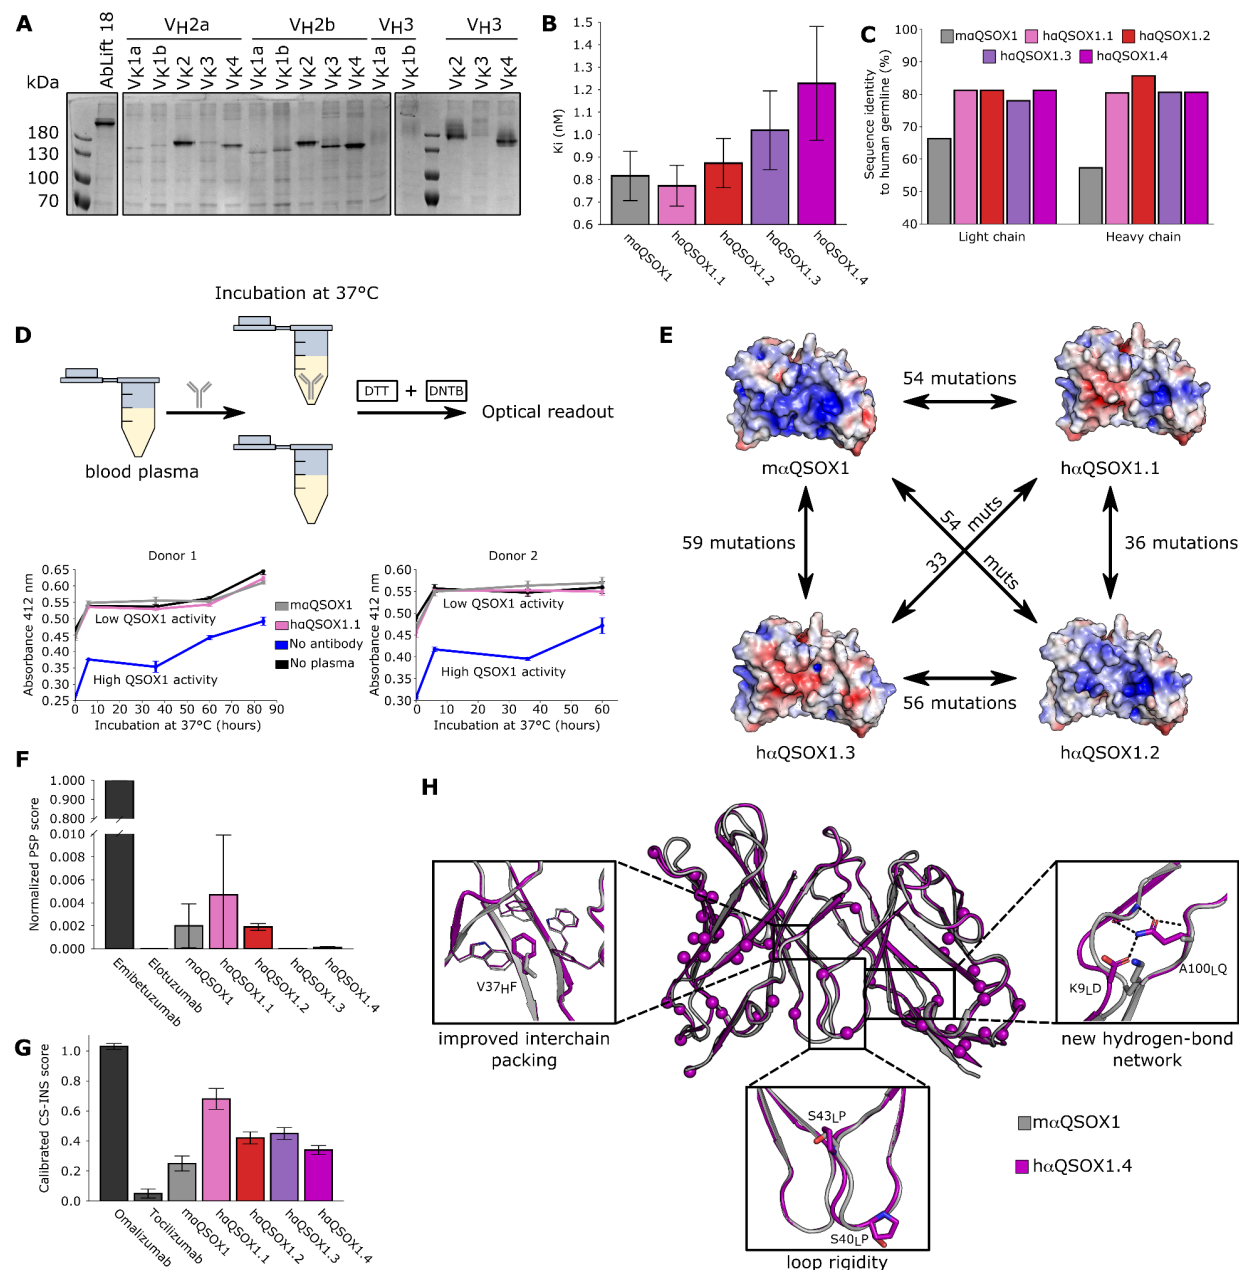 A
AbLift 18
VH2a
VH2b
VH3
VH3
Vκ1a
Vκ1b
Vκ2
Vκ3
Vκ4
Vκ1a
Vκ1b
Vκ2
Vκ3
Vκ4
Vκ1a
Vκ1b
Vκ2
Vκ3
Vκ4
kDa
180
130
100
70
B
Ki (nM)
1.5
1.4
1.3
1.2
1.1
1.0
0.9
0.8
0.7
0.6
mαQSOX1
hαQSOX1.1
hαQSOX1.2
hαQSOX1.3
hαQSOX1.4
C
mαQSOX1
hαQSOX1.1
hαQSOX1.2
hαQSOX1.3
hαQSOX1.4
Sequence identity
to human germline (%)
100
90
80
70
60
50
40
Light chain
Heavy chain
D
Incubation at 37°C
DTT + DNTB
Optical readout
blood plasma
Donor 1
Absorbance 412 nm
0.65
0.60
0.55
0.50
0.45
0.40
0.35
0.30
0.25
Low QSOX1 activity
High QSOX1 activity
0 10 20 30 40 50 60 70 80 90
Incubation at 37°C (hours)
mαQSOX1
hαQSOX1.1
No antibody
No plasma
Donor 2
Absorbance 412 nm
0.60
0.55
0.50
0.45
0.40
0.35
0.30
Low QSOX1 activity
High QSOX1 activity
0 10 20 30 40 50 60
Incubation at 37°C (hours)
E
54 mutations
mαQSOX1
hαQSOX1.1
59 mutations
54 muts
33 muts
36 mutations
56 mutations
hαQSOX1.3
hαQSOX1.2
F
Normalized PSP score
1.000
0.900
0.800
0.010
0.008
0.006
0.004
0.002
0.000
Emibetuzumab
Elotuzumab
mαQSOX1
hαQSOX1.1
hαQSOX1.2
hαQSOX1.3
hαQSOX1.4
G
Calibrated CS-INS score
1.0
0.8
0.6
0.4
0.2
0.0
Omalizumab
Tocilizumab
mαQSOX1
hαQSOX1.1
hαQSOX1.2
hαQSOX1.3
hαQSOX1.4
H
V37HF
improved interchain
packing
K9LD
A100LQ
new hydrogen-bond
network
S43LP
S40LP
loop rigidity
mαQSOX1
hαQSOX1.4